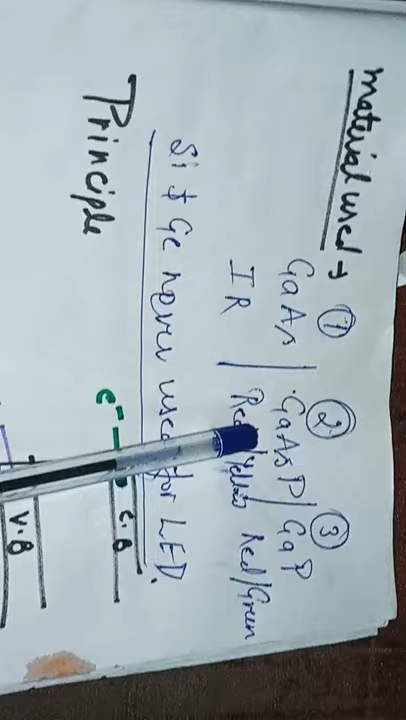 material used → ① ② ③
GaAs | GaAsP | GaP
IR | Red/Yellow Red/Green
Si & Ge never used for LED.
Principle
e⁻
C.B
V.B